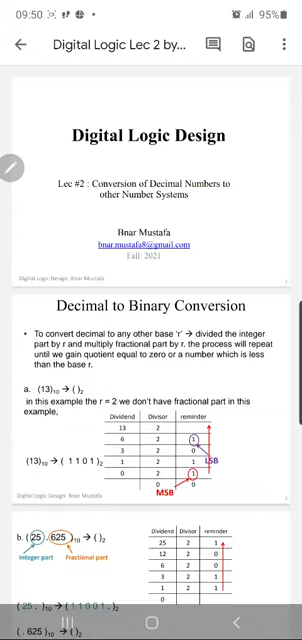 09:50
95%
Digital Logic Lec 2 by...
Digital Logic Design
Lec #2 : Conversion of Decimal Numbers to
other Number Systems
Bnar Mustafa
bnar.mustafa8@gmail.com
Fall 2021
Digital Logic Design- Bnar Mustafa
1
Decimal to Binary Conversion
• To convert decimal to any other base 'r' → divided the integer
part by r and multiply fractional part by r. the process will repeat
until we gain quotient equal to zero or a number which is less
than the base r.
a. (13)10 → ( )2
in this example the r = 2 we don't have fractional part in this
example,
Dividend Divisor reminder
13 2
6 2 1
3 2 0
(13)10 → ( 1 1 0 1 )2 1 2 1 LSB
0 2 1
0 0
MSB
Digital Logic Design- Bnar Mustafa
b. ( 25 . 625 )10 → ( )2
Integer part Fractional part
Dividend Divisor reminder
25 2 1
12 2 0
6 2 0
3 2 1
1 2 1
0
( 25 . )10 → ( 1 1 0 0 1 . )2
( . 625 )10 → ( )2